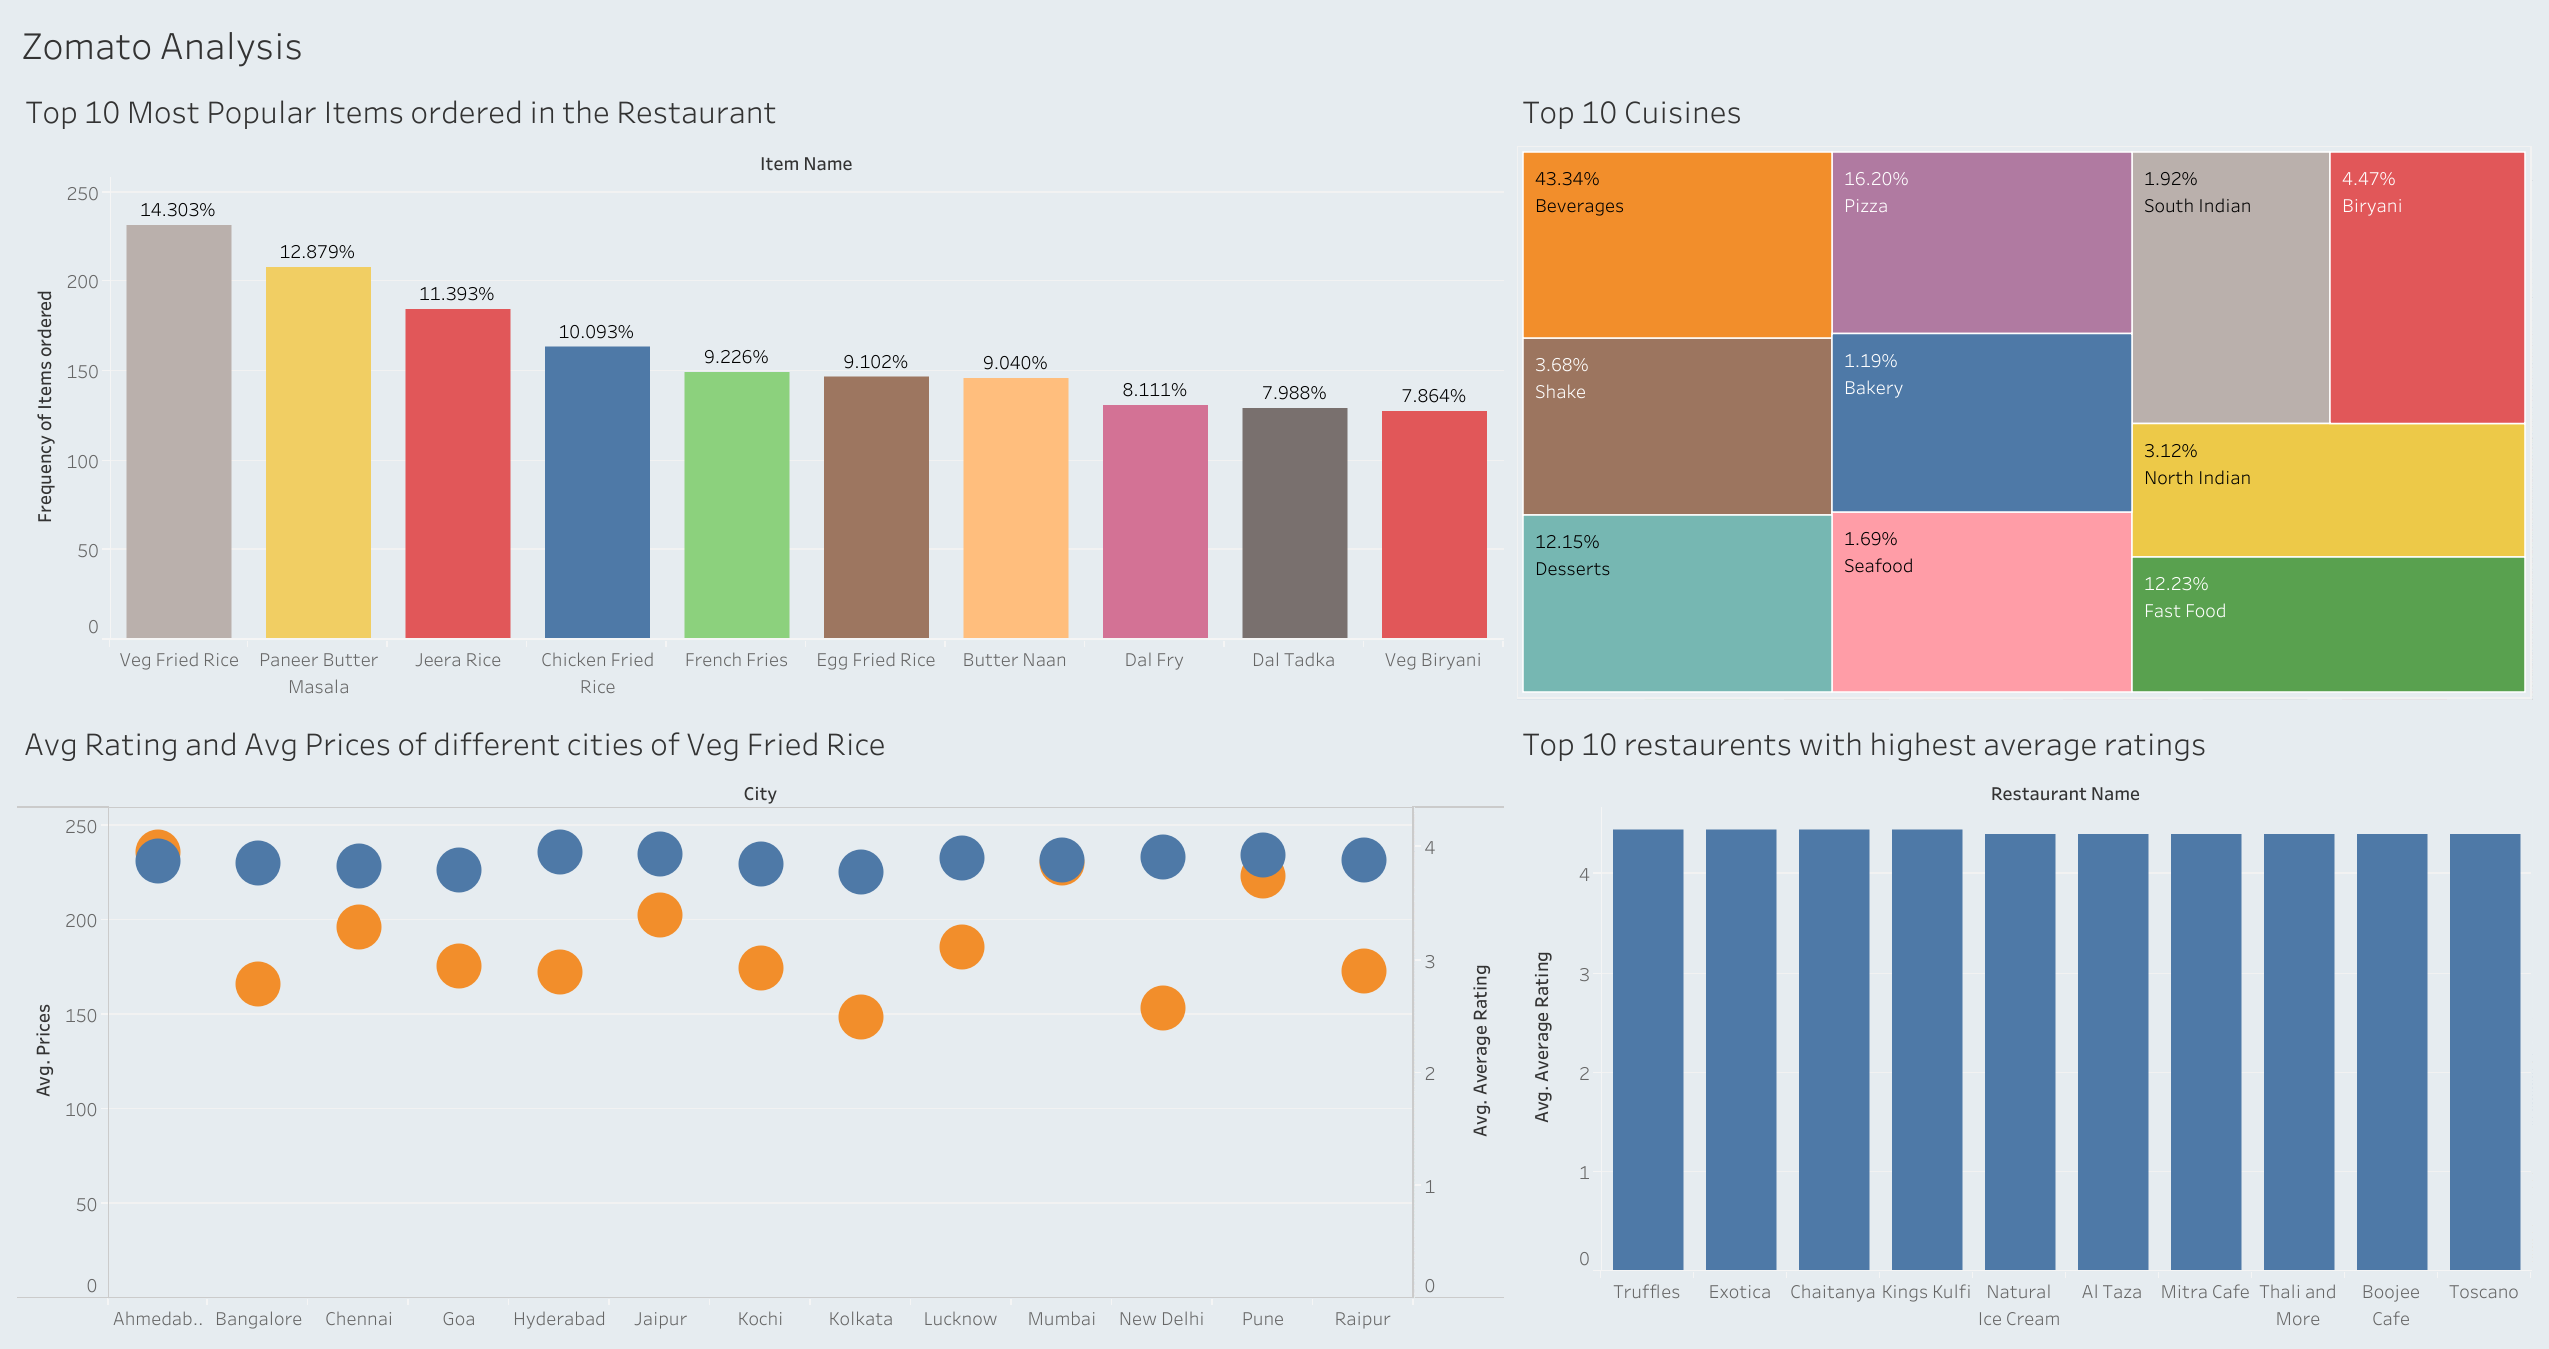 Zomato Analysis
Top 10 Most Popular Items ordered in the Restaurant
Item Name
Frequency of Items ordered
250
200
150
100
50
0
14.303%
12.879%
11.393%
10.093%
9.226%
9.102%
9.040%
8.111%
7.988%
7.864%
Veg Fried Rice
Paneer Butter
Masala
Jeera Rice
Chicken Fried
Rice
French Fries
Egg Fried Rice
Butter Naan
Dal Fry
Dal Tadka
Veg Biryani
Top 10 Cuisines
43.34%
Beverages
3.68%
Shake
12.15%
Desserts
16.20%
Pizza
1.19%
Bakery
1.69%
Seafood
1.92%
South Indian
4.47%
Biryani
3.12%
North Indian
12.23%
Fast Food
Avg Rating and Avg Prices of different cities of Veg Fried Rice
City
Avg. Prices
250
200
150
100
50
0
Avg. Average Rating
4
3
2
1
0
Ahmedab..
Bangalore
Chennai
Goa
Hyderabad
Jaipur
Kochi
Kolkata
Lucknow
Mumbai
New Delhi
Pune
Raipur
Top 10 restaurents with highest average ratings
Restaurant Name
Avg. Average Rating
4
3
2
1
0
Truffles
Exotica
Chaitanya
Kings Kulfi
Natural
Ice Cream
Al Taza
Mitra Cafe
Thali and
More
Boojee
Cafe
Toscano